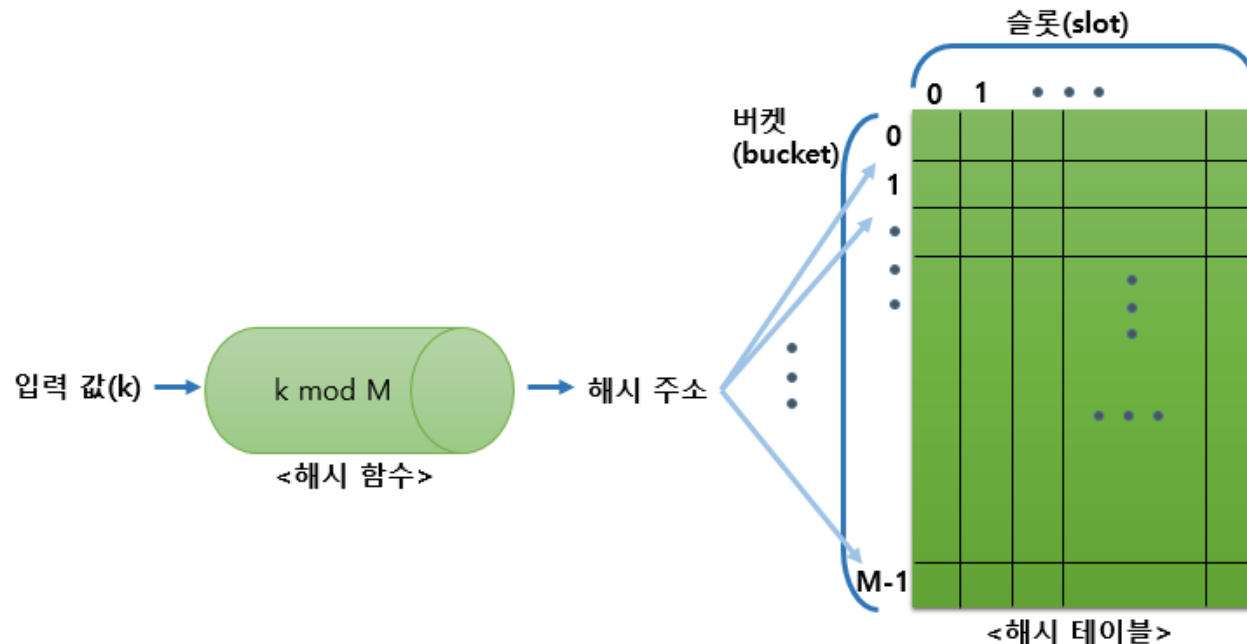 슬롯(slot)
0 1
버켓
(bucket)
0
1
입력 값(k)
k mod M
해시 주소
<해시 함수>
M-1
<해시 테이블>